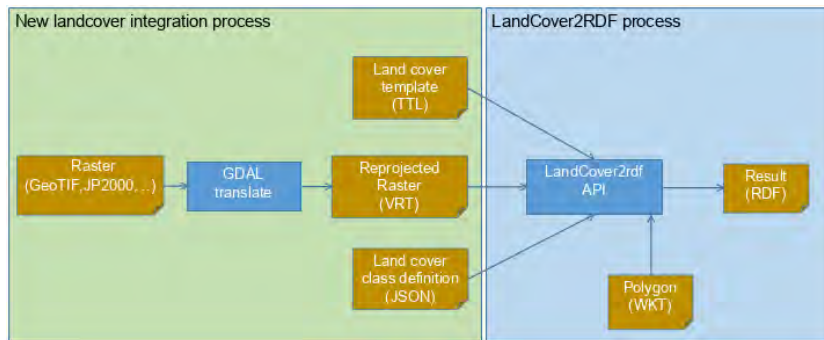 New landcover integration process
LandCover2RDF process
Land cover
template
(TTL)
Raster
(GeoTIF,JP2000,...)
GDAL
translate
Reprojected
Raster
(VRT)
LandCover2rdf
API
Result
(RDF)
Land cover
class definition
(JSON)
Polygon
(WKT)